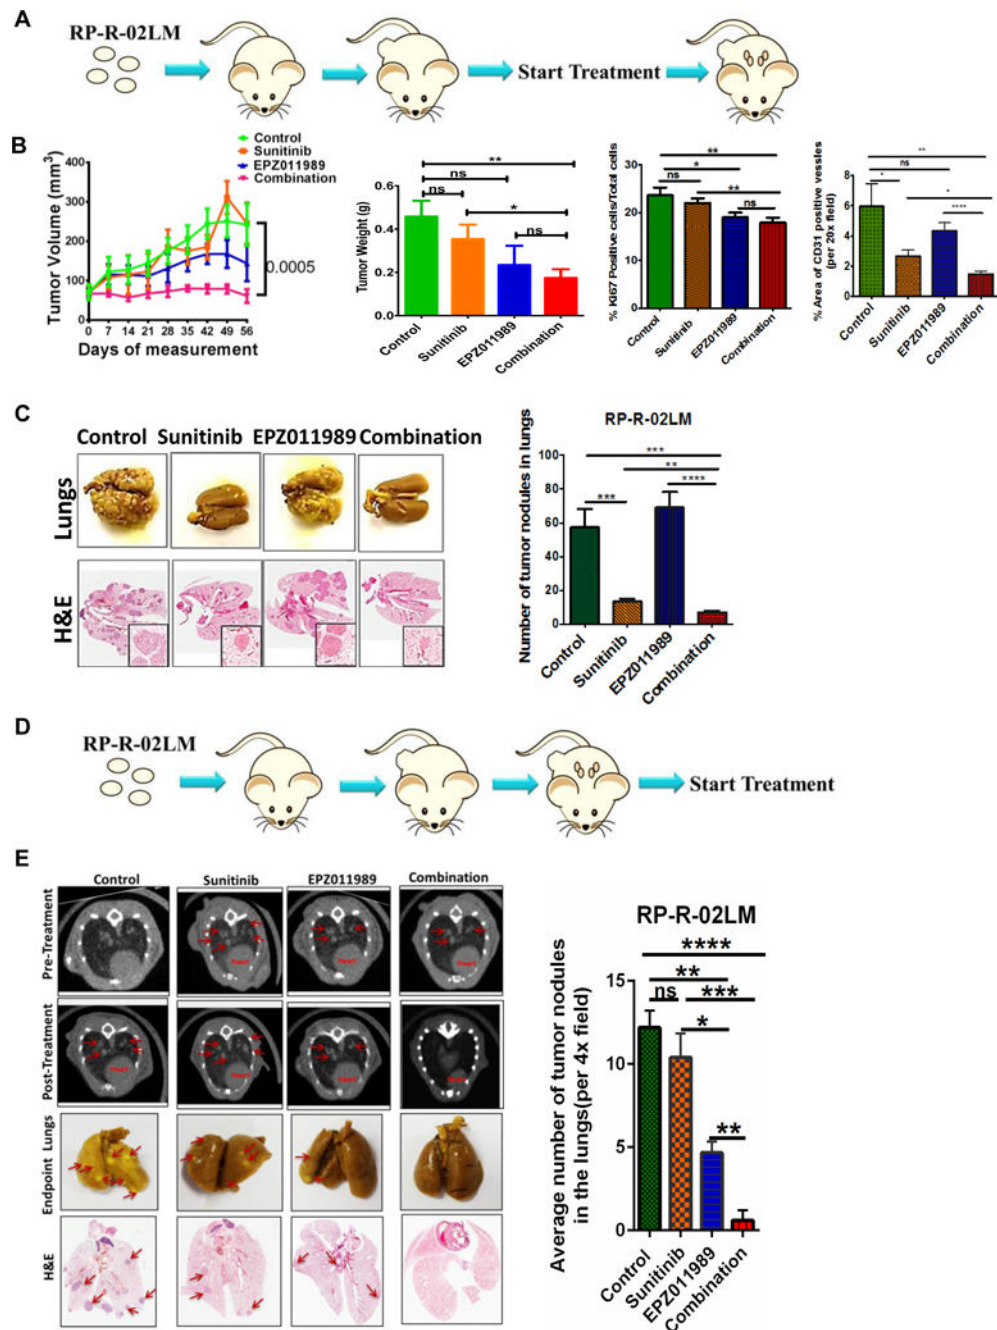 A
RP-R-02LM
Start Treatment
B
Control
Sunitinib
EPZ011989
Combination
Tumor Volume (mm³)
400
300
200
100
0
0 7 14 21 28 35 42 49 56
Days of measurement
0.0005
Tumor Weight (g)
0.6
0.4
0.2
0.0
**
ns
ns
*
ns
Control
Sunitinib
EPZ011989
Combination
% Ki67 Positive cells/Total cells
30
20
10
0
**
*
ns
**
ns
Control
Sunitinib
EPZ011989
Combination
% Area of CD31 positive vessles
(per 20x field)
8
6
4
2
0
**
ns
*
*
****
Control
Sunitinib
EPZ011989
Combination
C
Control Sunitinib EPZ011989 Combination
Lungs
H&E
RP-R-02LM
Number of tumor nodules in lungs
100
80
60
40
20
0
***
**
***
****
Control
Sunitinib
EPZ011989
Combination
D
RP-R-02LM
Start Treatment
E
Control Sunitinib EPZ011989 Combination
Pre-Treatment
Post-Treatment
Endpoint Lungs
H&E
Heart
Heart
Heart
Heart
Heart
Heart
RP-R-02LM
Average number of tumor nodules
in the lungs(per 4x field)
15
10
5
0
****
**
ns
***
*
**
Control
Sunitinib
EPZ011989
Combination